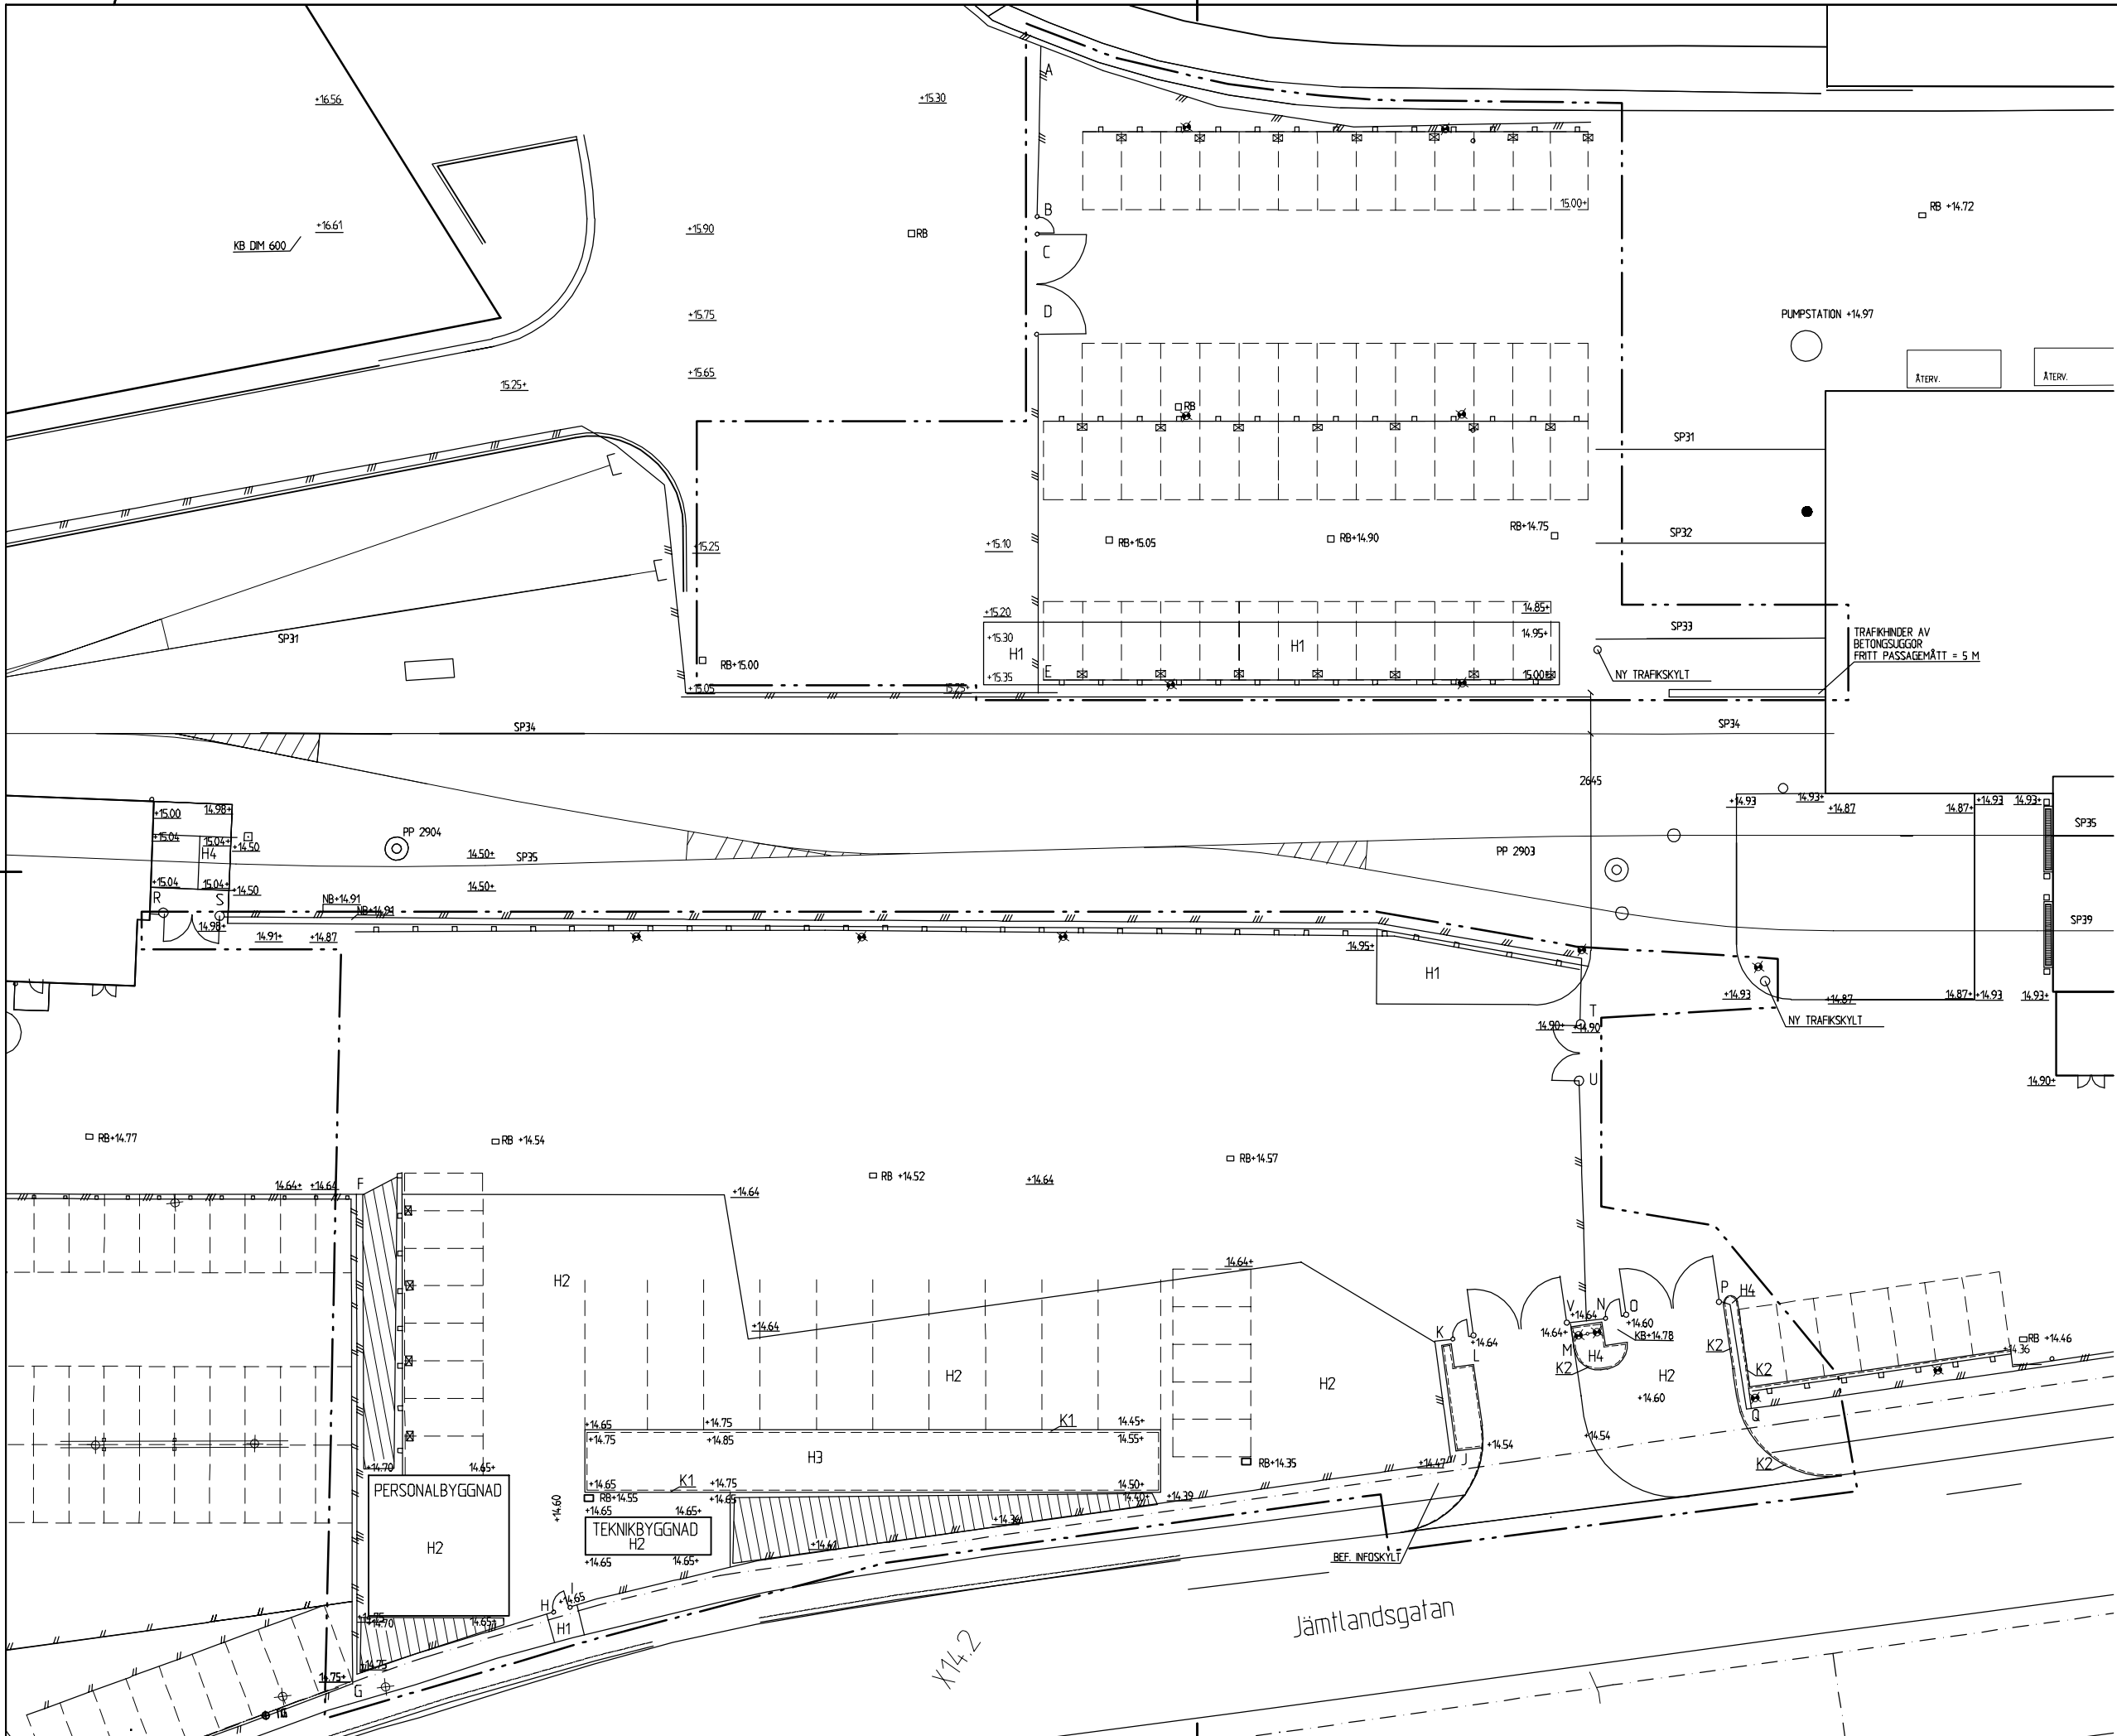 A
+16.56
+15.30
B
15.00+
RB +14.72
+16.61
+15.90
RB
KB DIM 600
C
D
+15.75
PUMPSTATION +14.97
+15.65
15.25+
ÅTERV.
ÅTERV.
RB
SP31
RB+14.75
SP32
+15.25
+15.10
RB+15.05
RB+14.90
+15.20
14.85+
SP33
SP31
+15.30
H1
H1
14.95+
TRAFIKHINDER AV
BETONGSUGGOR
FRITT PASSAGEMÅTT = 5 M
RB+15.00
E
+15.35
15.00+
NY TRAFIKSKYLT
+15.05
15.25+
SP34
SP34
2645
+15.00
14.98+
+14.93
14.93+
+14.87
14.87+
+14.93
14.93+
SP35
+15.04
15.04+
+14.50
H4
PP 2904
14.50+
SP35
PP 2903
+15.04
15.04+
+14.50
14.50+
R
S
NB+14.91
NB+14.91
SP39
14.98+
14.91+
+14.87
14.95+
H1
+14.93
+14.87
14.87+
+14.93
14.93+
T
14.90+
+14.90
NY TRAFIKSKYLT
U
14.90+
RB+14.77
RB +14.54
RB +14.52
RB+14.57
14.64+
+14.64
F
+14.64
+14.64
14.64+
H2
P
H4
V
N
O
+14.64
+14.64
14.64+
+14.60
KB+14.78
K
+14.64
L
M
H4
K2
K2
K2
RB +14.46
+14.36
H2
H2
H2
+14.60
Q
+14.65
+14.75
K1
14.45+
+14.75
+14.85
14.55+
H3
+14.54
+14.54
K2
J
+14.47
RB+14.35
+14.70
14.65+
+14.65
K1
+14.75
14.50+
PERSONALBYGGNAD
RB+14.55
+14.65
14.40+
+14.39
+14.60
+14.65
14.65+
+14.36
TEKNIKBYGGNAD
H2
H2
+14.65
14.65+
BEF. INFOSKYLT
I
H
+14.65
+14.75
+14.70
14.65+
H1
Jämtlandsgatan
X14.2
+14.75
14.75+
G